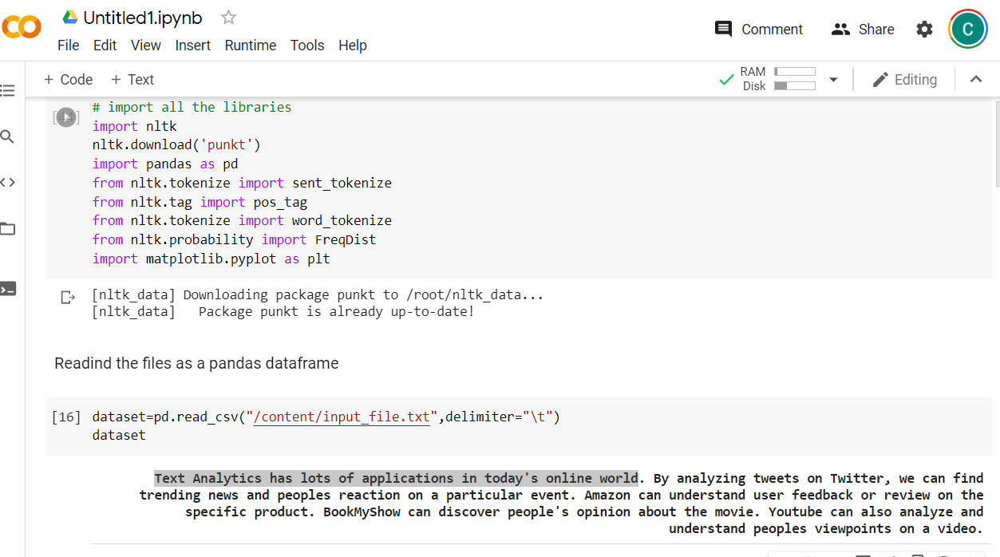 Untitled1.ipynb
Comment Share C
File Edit View Insert Runtime Tools Help
+ Code + Text
RAM
Disk
Editing
# import all the libraries
import nltk
nltk.download('punkt')
import pandas as pd
from nltk.tokenize import sent_tokenize
from nltk.tag import pos_tag
from nltk.tokenize import word_tokenize
from nltk.probability import FreqDist
import matplotlib.pyplot as plt
[nltk_data] Downloading package punkt to /root/nltk_data...
[nltk_data]   Package punkt is already up-to-date!
Readind the files as a pandas dataframe
[16] dataset=pd.read_csv("/content/input_file.txt",delimiter="\t")
dataset
Text Analytics has lots of applications in today's online world. By analyzing tweets on Twitter, we can find
trending news and peoples reaction on a particular event. Amazon can understand user feedback or review on the
specific product. BookMyShow can discover people's opinion about the movie. Youtube can also analyze and
understand peoples viewpoints on a video.